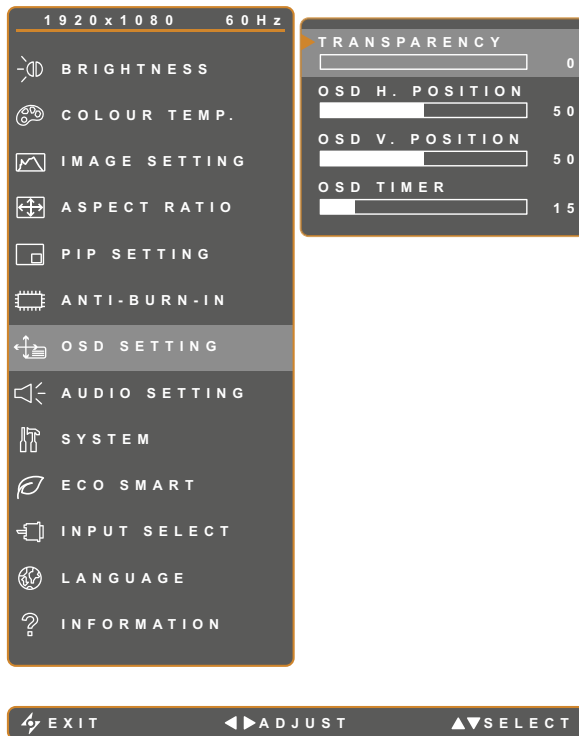 1920x1080 60Hz
BRIGHTNESS
COLOUR TEMP.
IMAGE SETTING
ASPECT RATIO
PIP SETTING
ANTI-BURN-IN
OSD SETTING
AUDIO SETTING
SYSTEM
ECO SMART
INPUT SELECT
LANGUAGE
INFORMATION
TRANSPARENCY
0
OSD H. POSITION
50
OSD V. POSITION
50
OSD TIMER
15
EXIT ADJUST SELECT